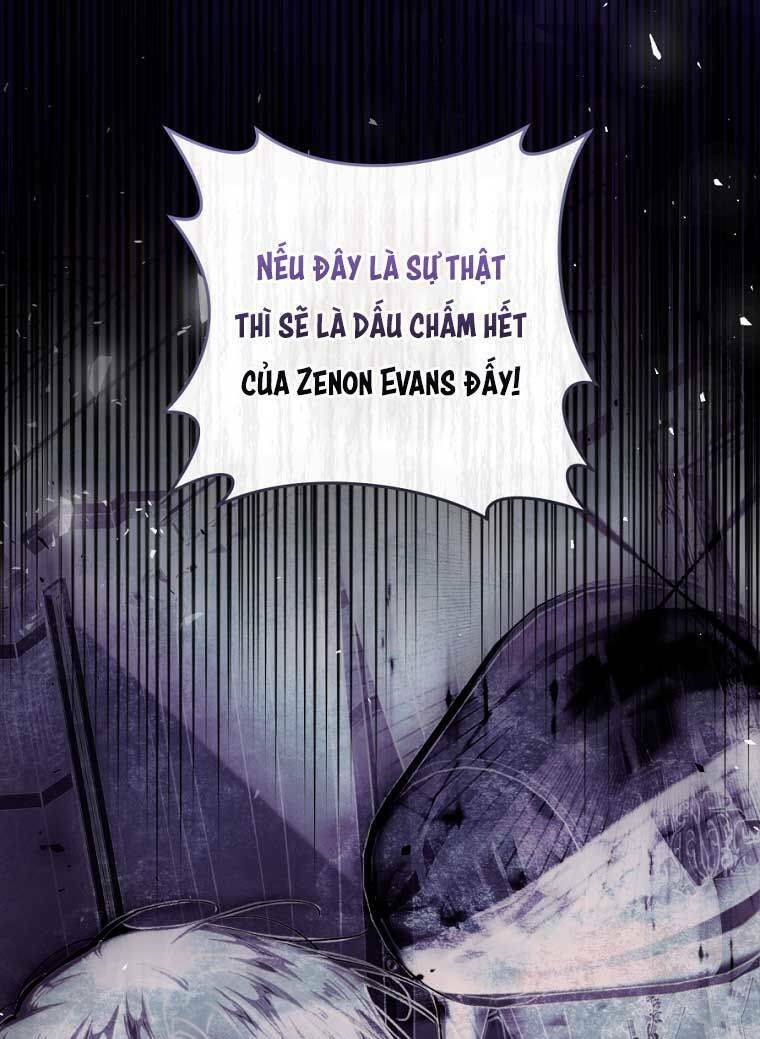 NẾU ĐÂY LÀ SỰ THẬT
THÌ SẼ LÀ DẤU CHẤM HẾT
CỦA ZENON EVANS ĐẤY!